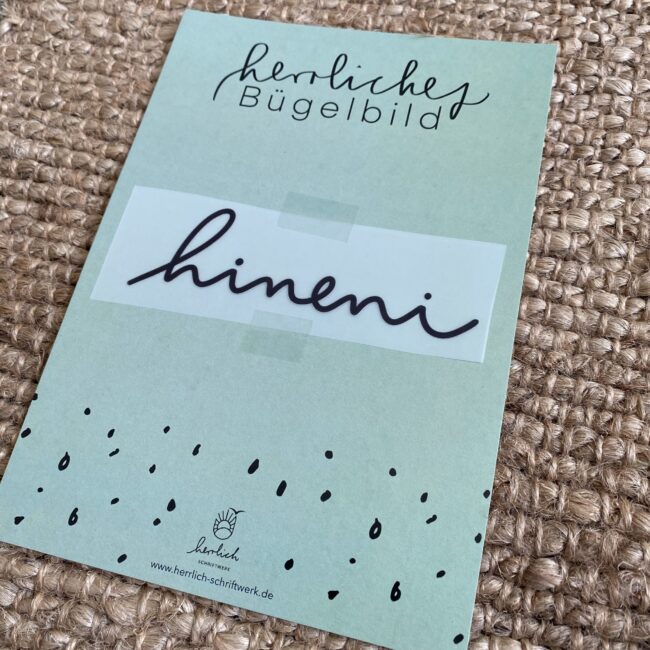 herrliches
Bügelbild
hineni
herrlich
SCHRIFTWERK
www.herrlich-schriftwerk.de